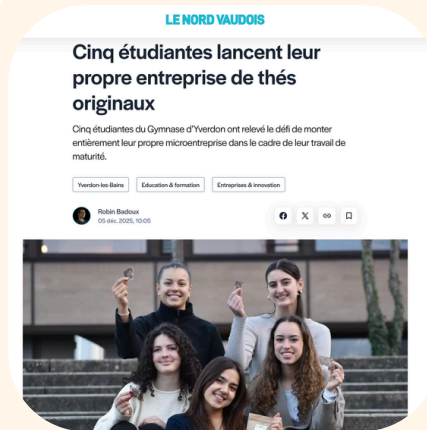 LE NORD VAUDOIS
Cinq étudiantes lancent leur
propre entreprise de thés
originaux
Cinq étudiantes du Gymnase d'Yverdon ont relevé le défi de monter
entièrement leur propre microentreprise dans le cadre de leur travail de
maturité.
Yverdon-les-Bains Education & formation Entreprises & innovation
Robin Badoux
05 déc. 2025, 10:05